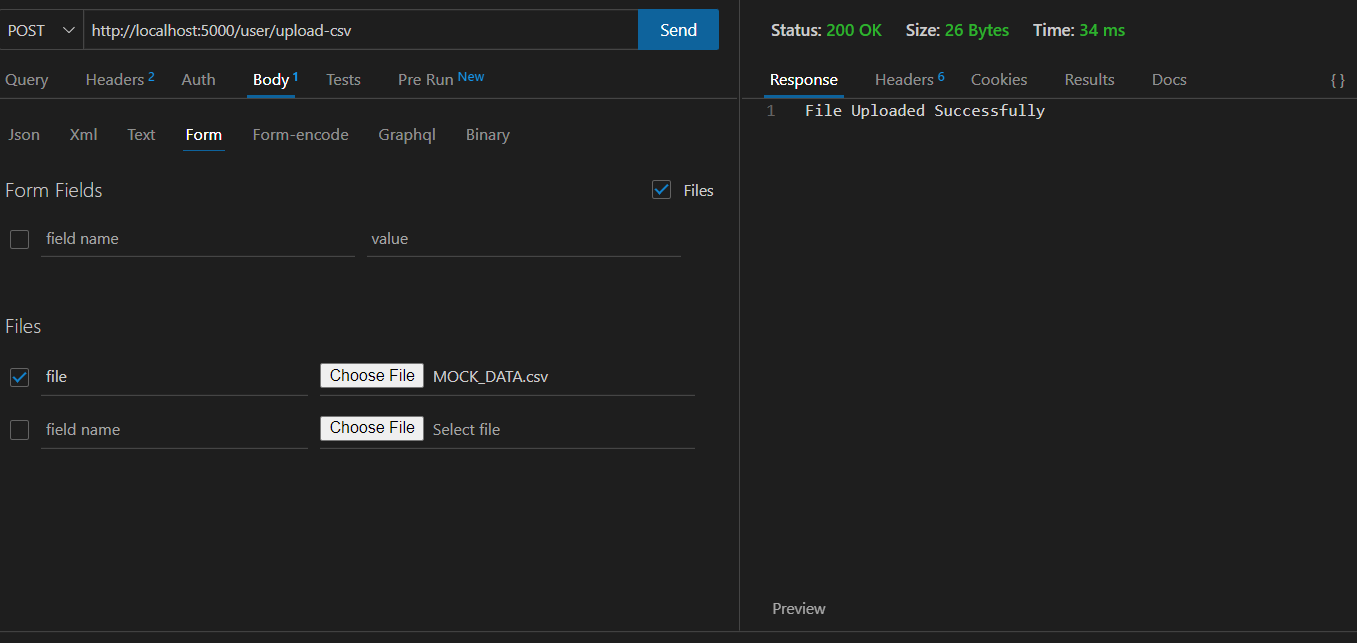 POST http://localhost:5000/user/upload-csv Send
Query Headers 2 Auth Body 1 Tests Pre Run New
Json Xml Text Form Form-encode Graphql Binary
Form Fields Files
field name value
Files
file Choose File MOCK_DATA.csv
field name Choose File Select file
Status: 200 OK Size: 26 Bytes Time: 34 ms
Response Headers 6 Cookies Results Docs { }
1 File Uploaded Successfully
Preview